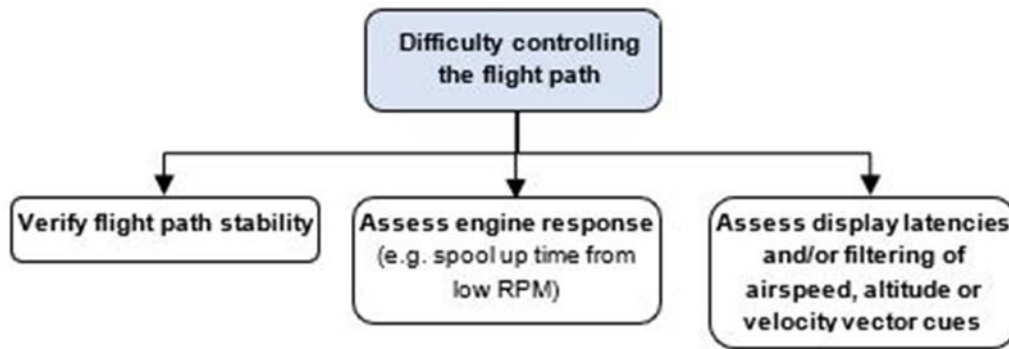 Difficulty controlling
the flight path
Verify flight path stability
Assess engine response
(e.g. spool up time from
low RPM)
Assess display latencies
and/or filtering of
airspeed, altitude or
velocity vector cues